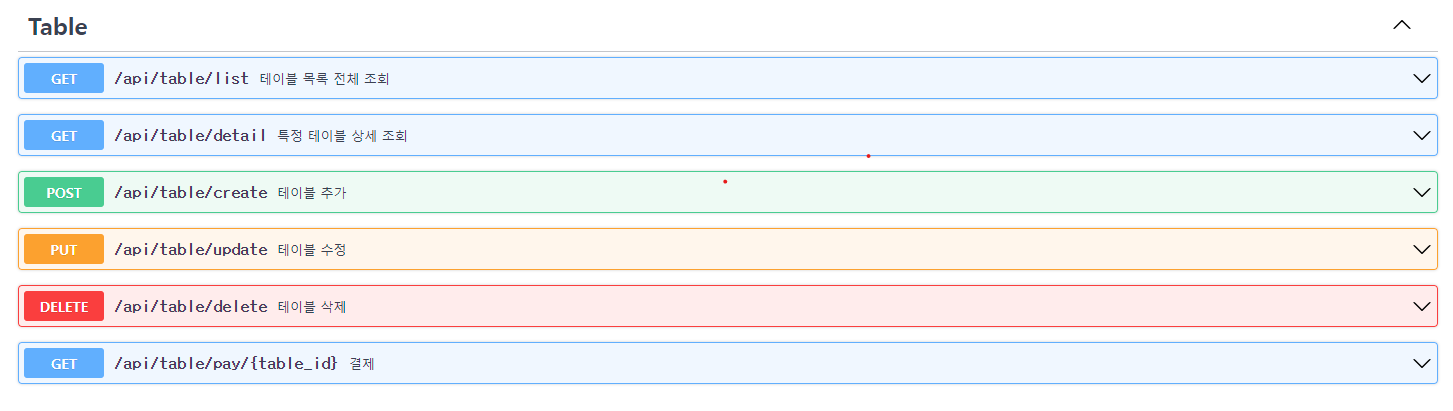 Table
GET /api/table/list 테이블 목록 전체 조회
GET /api/table/detail 특정 테이블 상세 조회
POST /api/table/create 테이블 추가
PUT /api/table/update 테이블 수정
DELETE /api/table/delete 테이블 삭제
GET /api/table/pay/{table_id} 결제